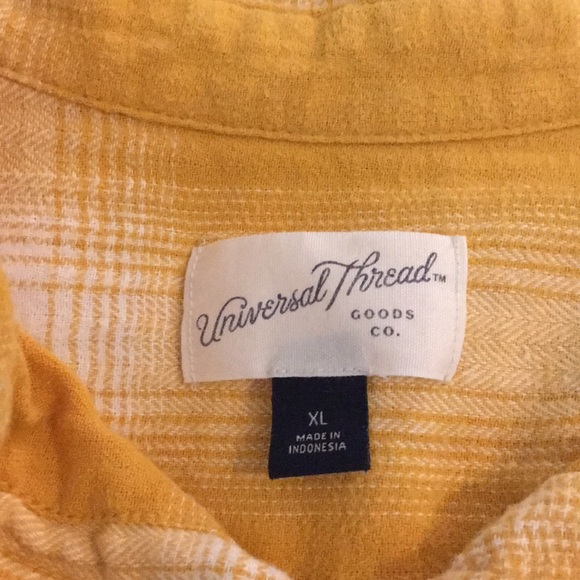 Universal Thread™
GOODS
CO.
XL
MADE IN
INDONESIA